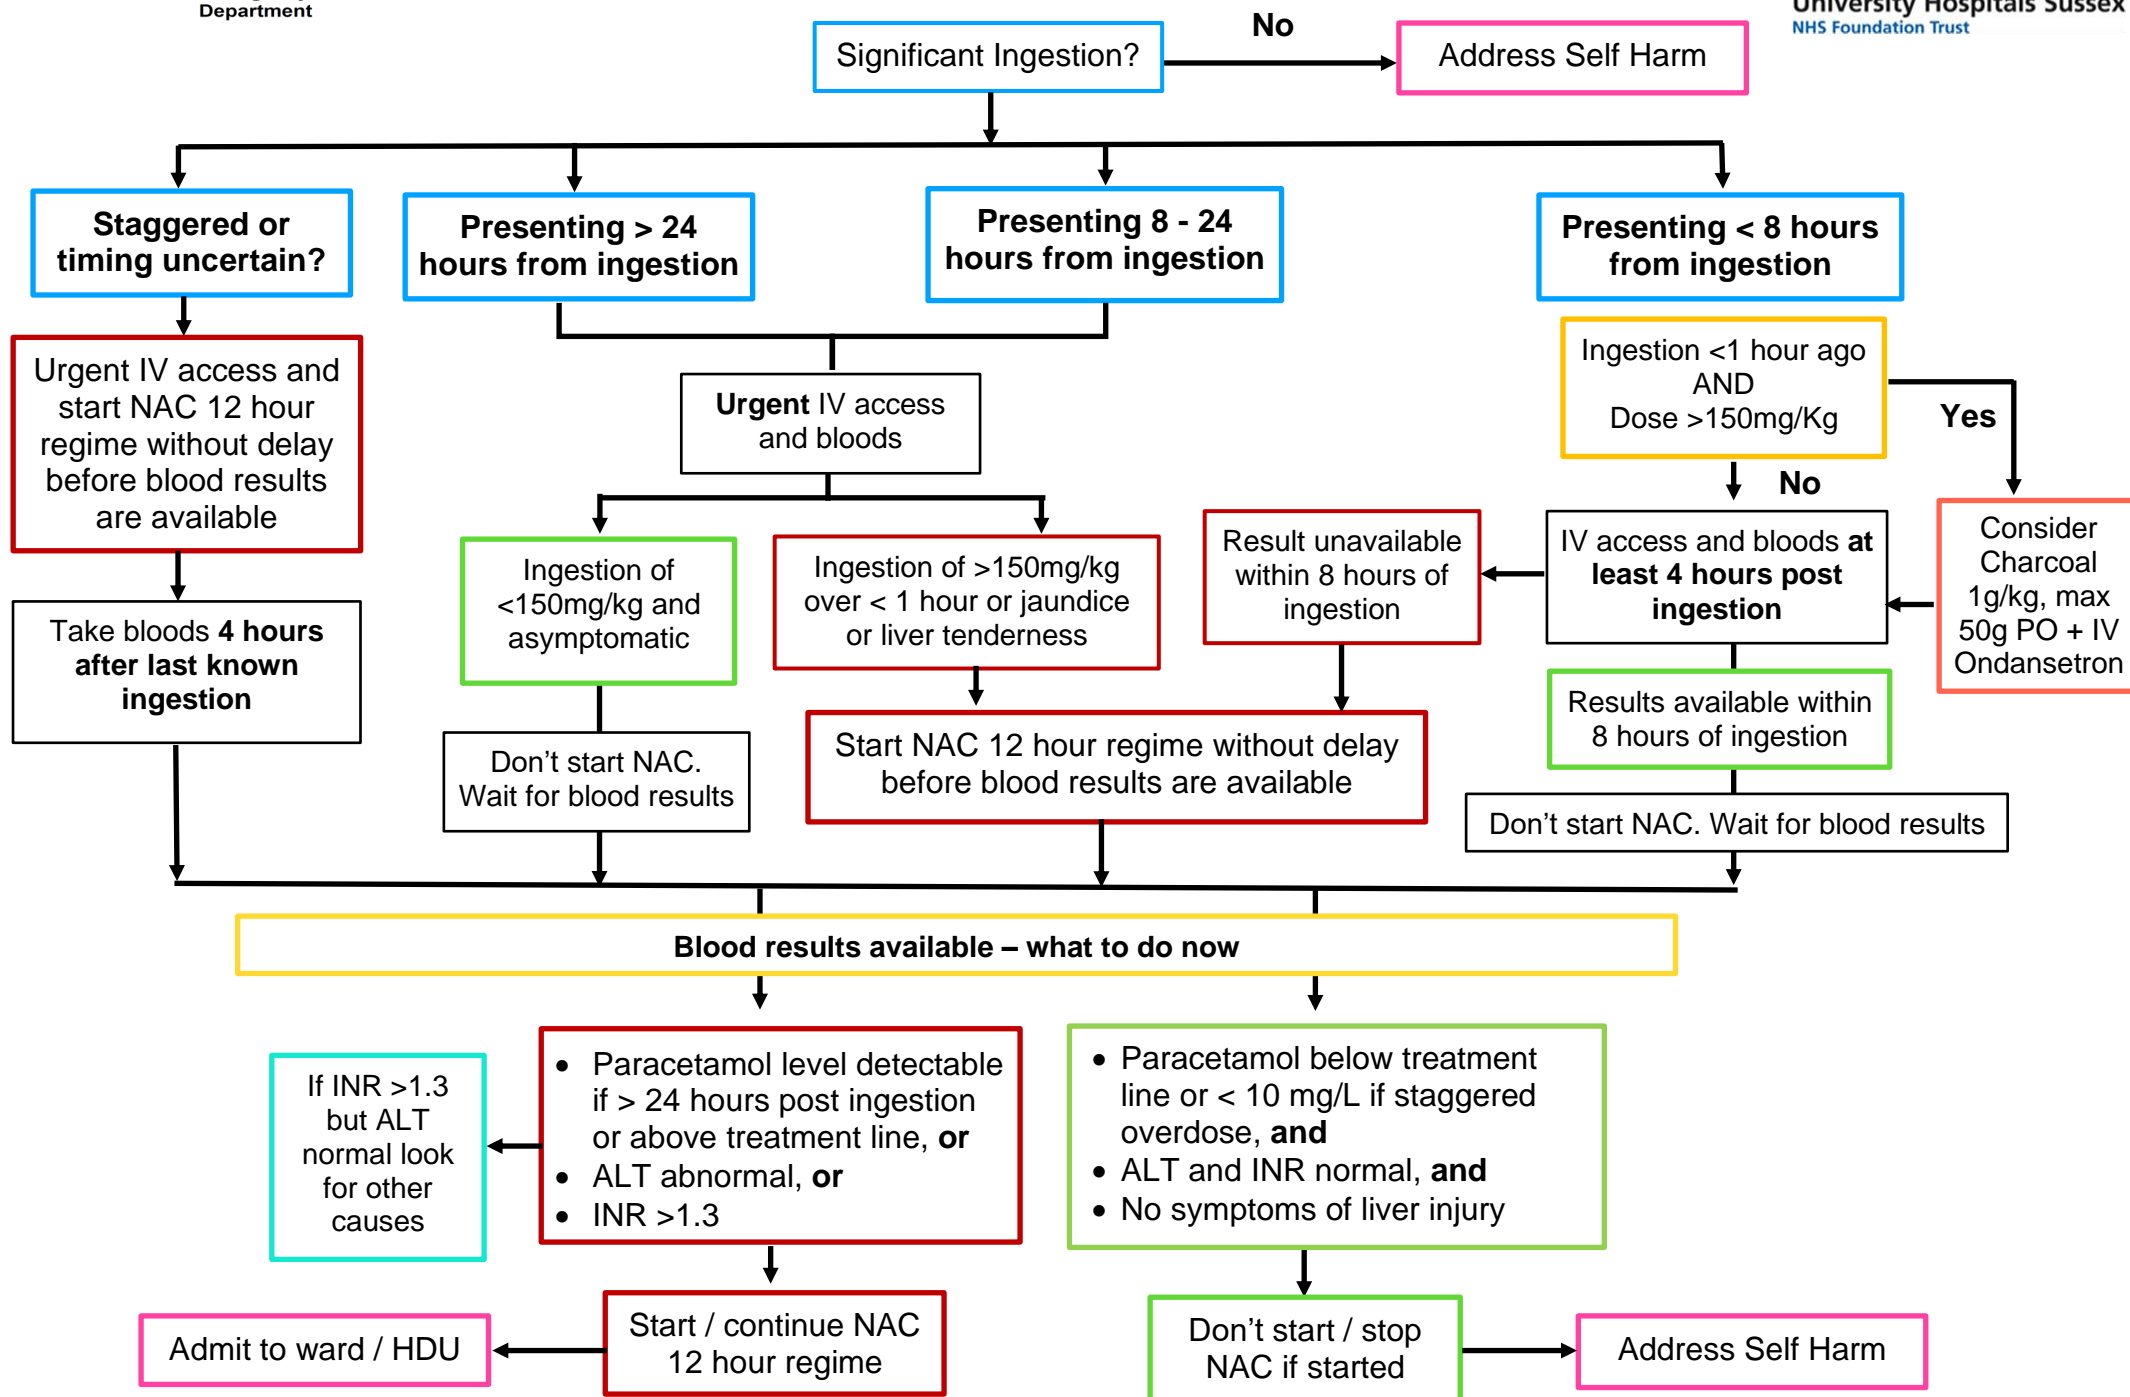 Department
University Hospitals Sussex
NHS Foundation Trust
Significant Ingestion?
No
Address Self Harm
Staggered or
timing uncertain?
Presenting > 24
hours from ingestion
Presenting 8 - 24
hours from ingestion
Presenting < 8 hours
from ingestion
Urgent IV access and
start NAC 12 hour
regime without delay
before blood results
are available
Urgent IV access
and bloods
Ingestion <1 hour ago
AND
Dose >150mg/Kg
Yes
No
Take bloods 4 hours
after last known
ingestion
Ingestion of
<150mg/kg and
asymptomatic
Ingestion of >150mg/kg
over < 1 hour or jaundice
or liver tenderness
Result unavailable
within 8 hours of
ingestion
IV access and bloods at
least 4 hours post
ingestion
Consider
Charcoal
1g/kg, max
50g PO + IV
Ondansetron
Don’t start NAC.
Wait for blood results
Start NAC 12 hour regime without delay
before blood results are available
Results available within
8 hours of ingestion
Don’t start NAC. Wait for blood results
Blood results available – what to do now
If INR >1.3
but ALT
normal look
for other
causes
• Paracetamol level detectable
if > 24 hours post ingestion
or above treatment line, or
• ALT abnormal, or
• INR >1.3
• Paracetamol below treatment
line or < 10 mg/L if staggered
overdose, and
• ALT and INR normal, and
• No symptoms of liver injury
Admit to ward / HDU
Start / continue NAC
12 hour regime
Don’t start / stop
NAC if started
Address Self Harm